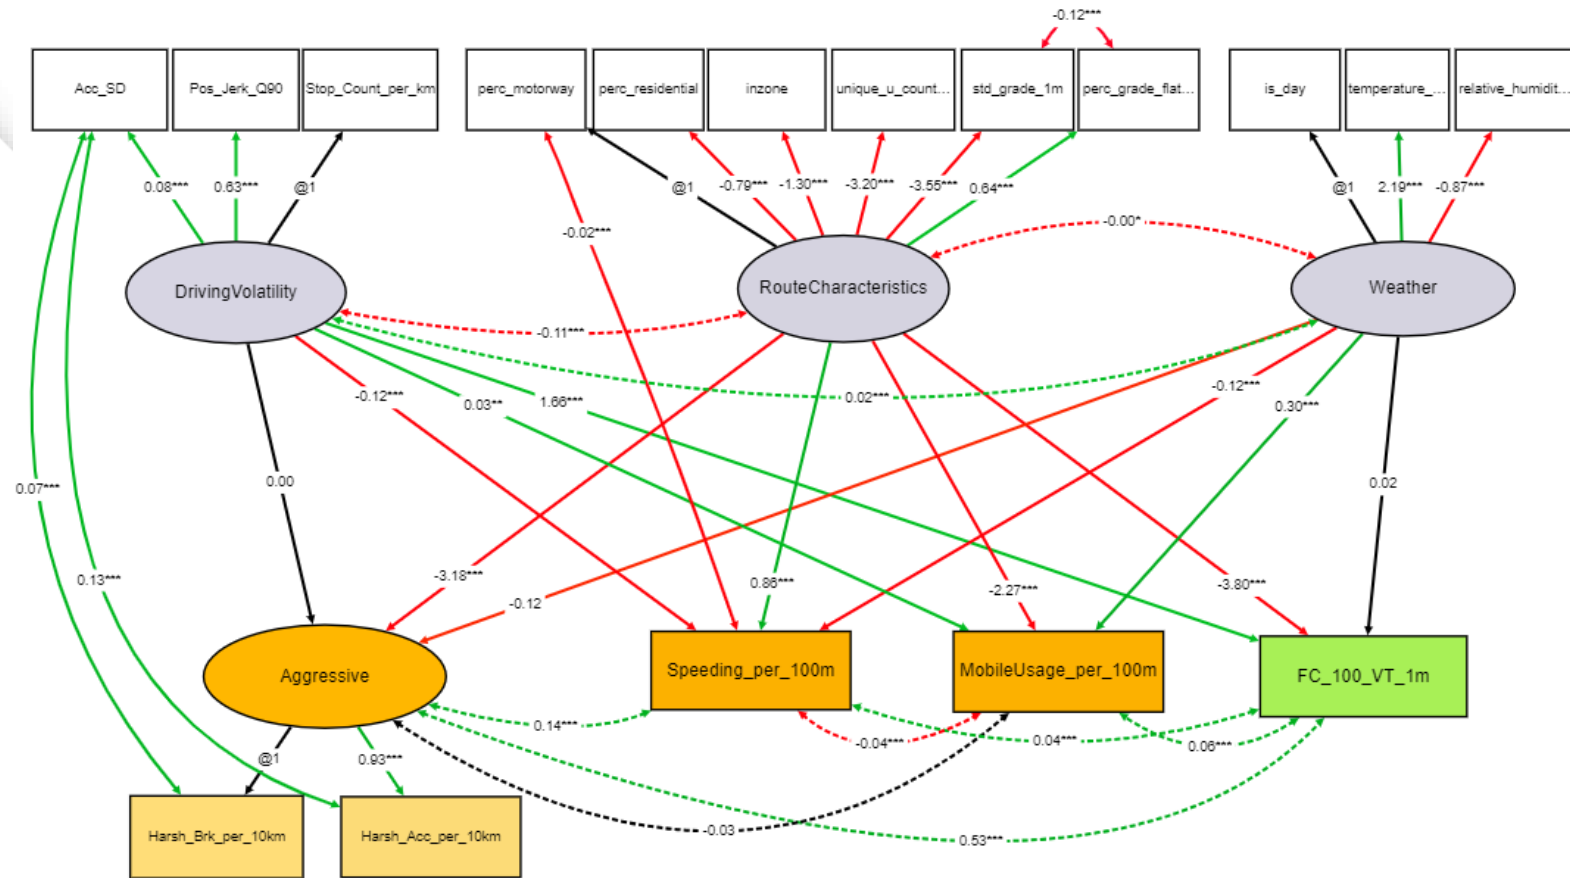 -0.12***
Acc_SD
Pos_Jerk_Q90
Stop_Count_per_km
perc_motorway
perc_residential
inzone
unique_u_count...
std_grade_1m
perc_grade_flat...
is_day
temperature_...
relative_humidit...
0.08***
0.63***
@1
@1
-0.79***
-1.30***
-3.20***
-3.55***
0.64***
@1
2.19***
-0.87***
-0.02***
-0.00*
DrivingVolatility
RouteCharacteristics
Weather
-0.11***
-0.12***
0.03**
1.66***
0.02***
-0.12***
0.30***
0.07***
0.00
0.02
0.13***
-3.18***
-0.12
0.86***
-2.27***
-3.80***
Aggressive
Speeding_per_100m
MobileUsage_per_100m
FC_100_VT_1m
@1
0.93***
0.14***
-0.04***
0.04***
0.06***
Harsh_Brk_per_10km
Harsh_Acc_per_10km
-0.03
0.53***